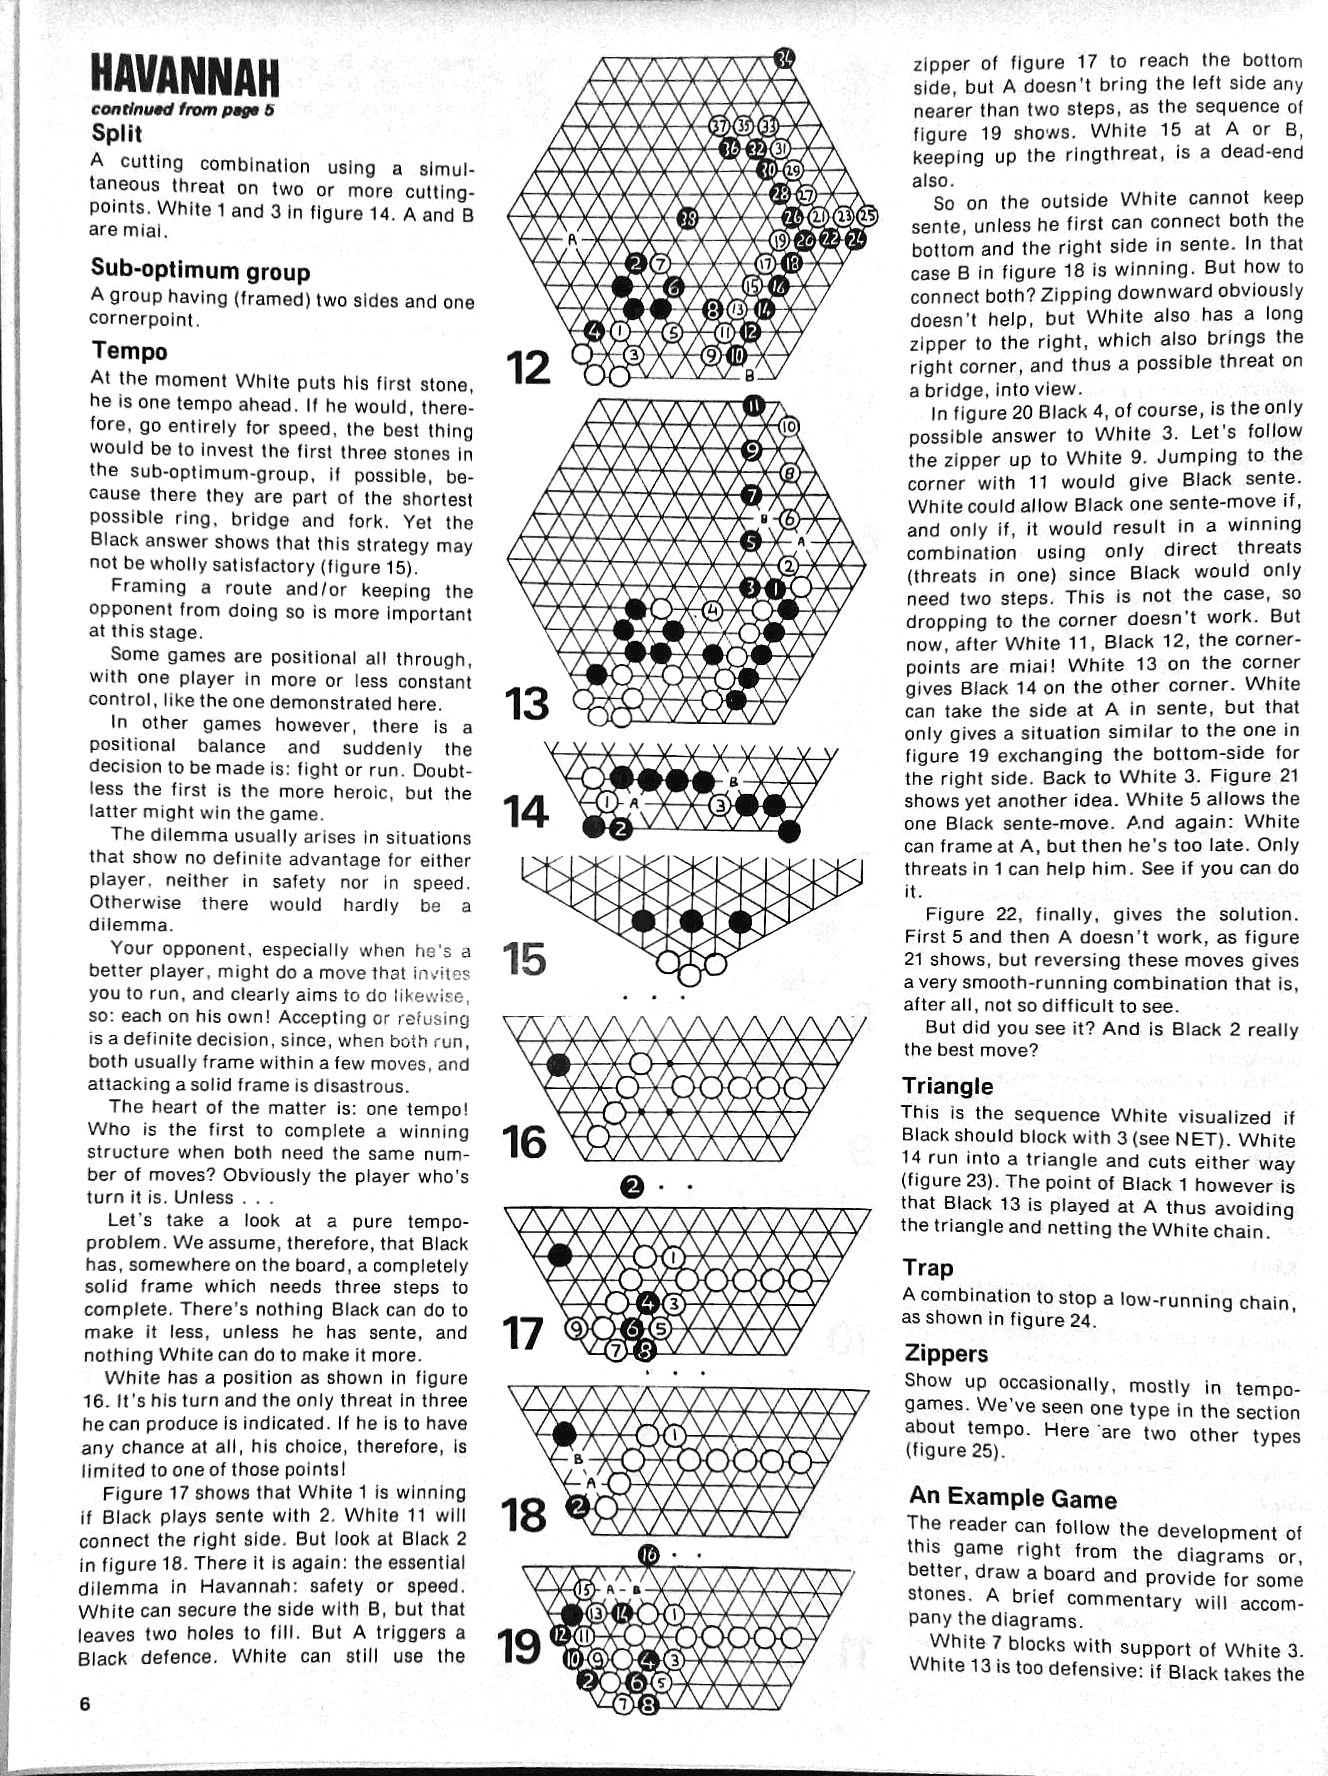 HAVANNAH
continued from page 5
Split
A cutting combination using a simul-
taneous threat on two or more cutting-
points. White 1 and 3 in figure 14. A and B
are miai.
Sub-optimum group
A group having (framed) two sides and one
cornerpoint.
Tempo
At the moment White puts his first stone,
he is one tempo ahead. If he would, there-
fore, go entirely for speed, the best thing
would be to invest the first three stones in
the sub-optimum-group, if possible, be-
cause there they are part of the shortest
possible ring, bridge and fork. Yet the
Black answer shows that this strategy may
not be wholly satisfactory (figure 15).
Framing a route and/or keeping the
opponent from doing so is more important
at this stage.
Some games are positional all through,
with one player in more or less constant
control, like the one demonstrated here.
In other games however, there is a
positional balance and suddenly the
decision to be made is: fight or run. Doubt-
less the first is the more heroic, but the
latter might win the game.
The dilemma usually arises in situations
that show no definite advantage for either
player, neither in safety nor in speed.
Otherwise there would hardly be a
dilemma.
Your opponent, especially when he's a
better player, might do a move that invites
you to run, and clearly aims to do likewise,
so: each on his own! Accepting or refusing
is a definite decision, since, when both run,
both usually frame within a few moves, and
attacking a solid frame is disastrous.
The heart of the matter is: one tempo!
Who is the first to complete a winning
structure when both need the same num-
ber of moves? Obviously the player who's
turn it is. Unless . . .
Let's take a look at a pure tempo-
problem. We assume, therefore, that Black
has, somewhere on the board, a completely
solid frame which needs three steps to
complete. There's nothing Black can do to
make it less, unless he has sente, and
nothing White can do to make it more.
White has a position as shown in figure
16. It's his turn and the only threat in three
he can produce is indicated. If he is to have
any chance at all, his choice, therefore, is
limited to one of those points!
Figure 17 shows that White 1 is winning
if Black plays sente with 2. White 11 will
connect the right side. But look at Black 2
in figure 18. There it is again: the essential
dilemma in Havannah: safety or speed.
White can secure the side with B, but that
leaves two holes to fill. But A triggers a
Black defence. White can still use the
6
34
37 35 33
36 32 31
30 29
28 27
38 26 21 23 25
A 19 20 22 24
2 7 17 18
6 15 16
8 13 14
4 1 5 11 12
3 9 10
12
B
11
10
9
8
7
B 6
5 A
2
3 1
4
13
B
1 A 3
2
14
15
16
2
1
4 3
9 6 5
7 8
17
1
B
A
2
18
16
15 A B
13 14 1
12 11
10 9 4 3
2 6 5
7 8
19
zipper of figure 17 to reach the bottom
side, but A doesn't bring the left side any
nearer than two steps, as the sequence of
figure 19 shows. White 15 at A or B,
keeping up the ringthreat, is a dead-end
also.
So on the outside White cannot keep
sente, unless he first can connect both the
bottom and the right side in sente. In that
case B in figure 18 is winning. But how to
connect both? Zipping downward obviously
doesn't help, but White also has a long
zipper to the right, which also brings the
right corner, and thus a possible threat on
a bridge, into view.
In figure 20 Black 4, of course, is the only
possible answer to White 3. Let's follow
the zipper up to White 9. Jumping to the
corner with 11 would give Black sente.
White could allow Black one sente-move if,
and only if, it would result in a winning
combination using only direct threats
(threats in one) since Black would only
need two steps. This is not the case, so
dropping to the corner doesn't work. But
now, after White 11, Black 12, the corner-
points are miai! White 13 on the corner
gives Black 14 on the other corner. White
can take the side at A in sente, but that
only gives a situation similar to the one in
figure 19 exchanging the bottom-side for
the right side. Back to White 3. Figure 21
shows yet another idea. White 5 allows the
one Black sente-move. And again: White
can frame at A, but then he's too late. Only
threats in 1 can help him. See if you can do
it.
Figure 22, finally, gives the solution.
First 5 and then A doesn't work, as figure
21 shows, but reversing these moves gives
a very smooth-running combination that is,
after all, not so difficult to see.
But did you see it? And is Black 2 really
the best move?
Triangle
This is the sequence White visualized if
Black should block with 3 (see NET). White
14 run into a triangle and cuts either way
(figure 23). The point of Black 1 however is
that Black 13 is played at A thus avoiding
the triangle and netting the White chain.
Trap
A combination to stop a low-running chain,
as shown in figure 24.
Zippers
Show up occasionally, mostly in tempo-
games. We've seen one type in the section
about tempo. Here are two other types
(figure 25).
An Example Game
The reader can follow the development of
this game right from the diagrams or,
better, draw a board and provide for some
stones. A brief commentary will accom-
pany the diagrams.
White 7 blocks with support of White 3.
White 13 is too defensive: if Black takes the